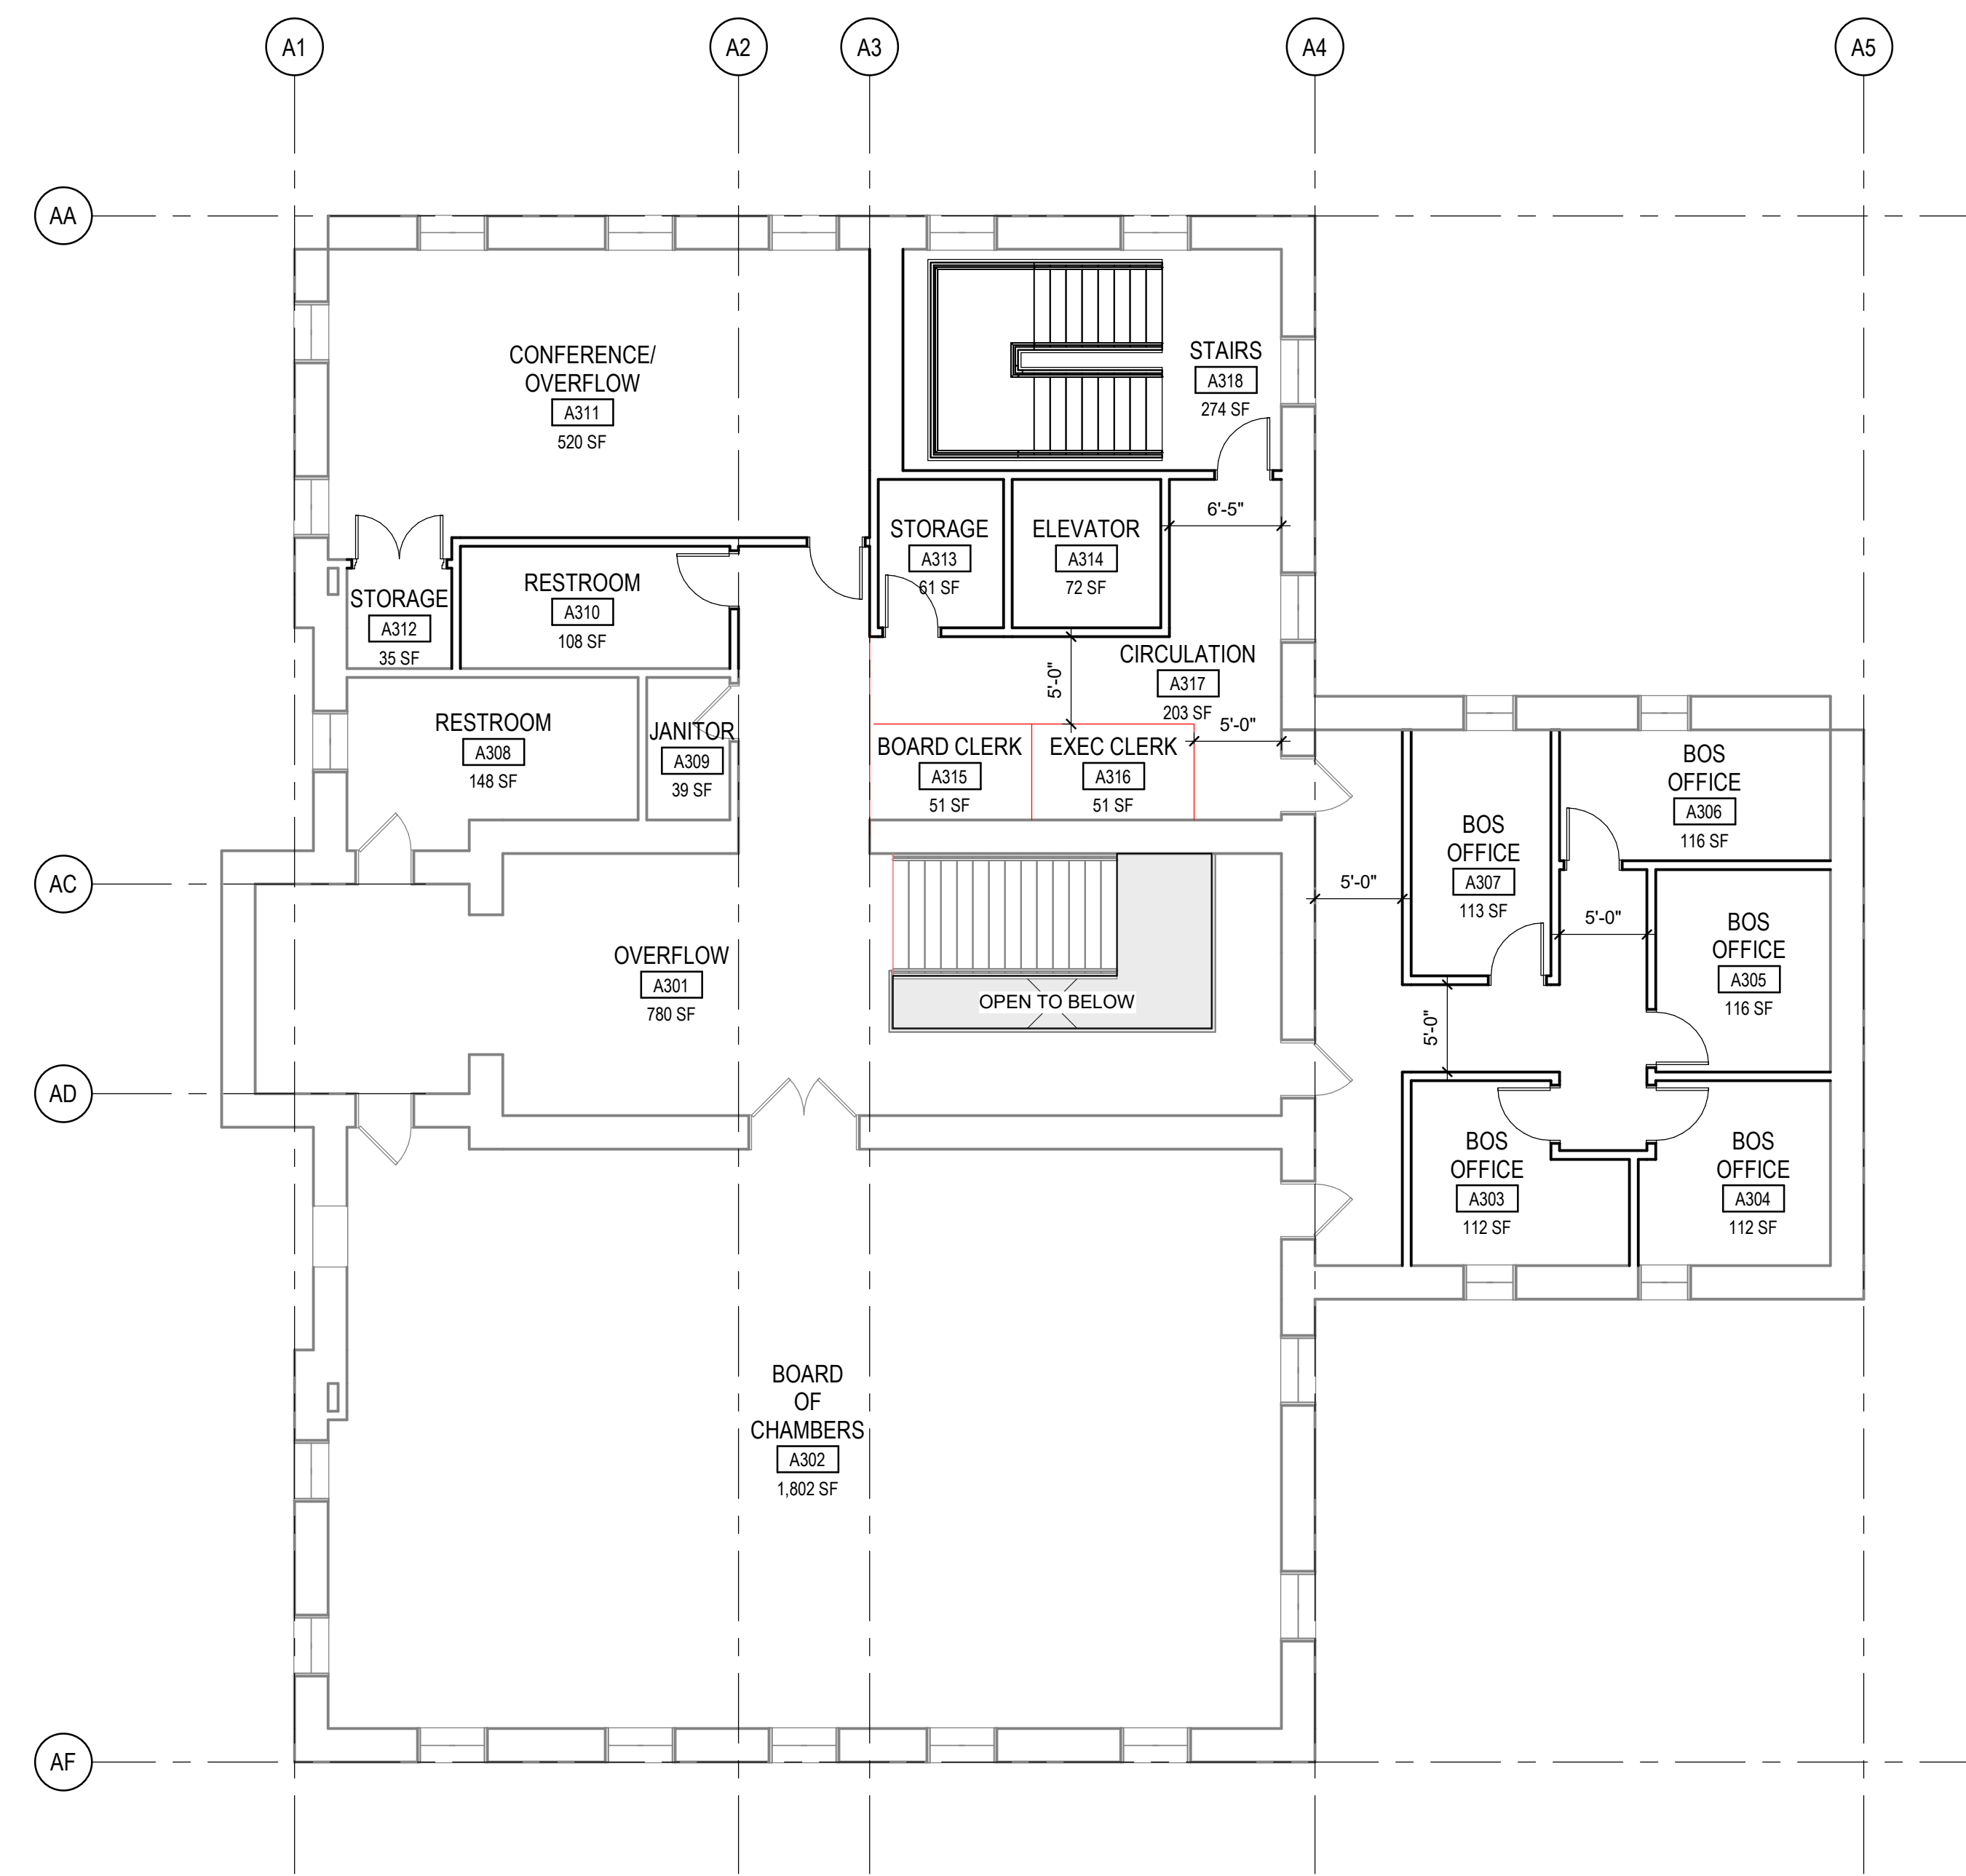 A1
A2
A3
A4
A5
AA
CONFERENCE/
OVERFLOW
A311
520 SF
STAIRS
A318
274 SF
6'-5"
STORAGE
A313
61 SF
ELEVATOR
A314
72 SF
RESTROOM
A310
108 SF
STORAGE
A312
35 SF
CIRCULATION
A317
203 SF
5'-0"
5'-0"
RESTROOM
A308
148 SF
JANITOR
A309
39 SF
BOARD CLERK
A315
51 SF
EXEC CLERK
A316
51 SF
BOS
OFFICE
A306
116 SF
BOS
OFFICE
A307
113 SF
AC
5'-0"
5'-0"
BOS
OFFICE
A305
116 SF
OVERFLOW
A301
780 SF
OPEN TO BELOW
5'-0"
AD
BOS
OFFICE
A303
112 SF
BOS
OFFICE
A304
112 SF
BOARD
OF
CHAMBERS
A302
1,802 SF
AF